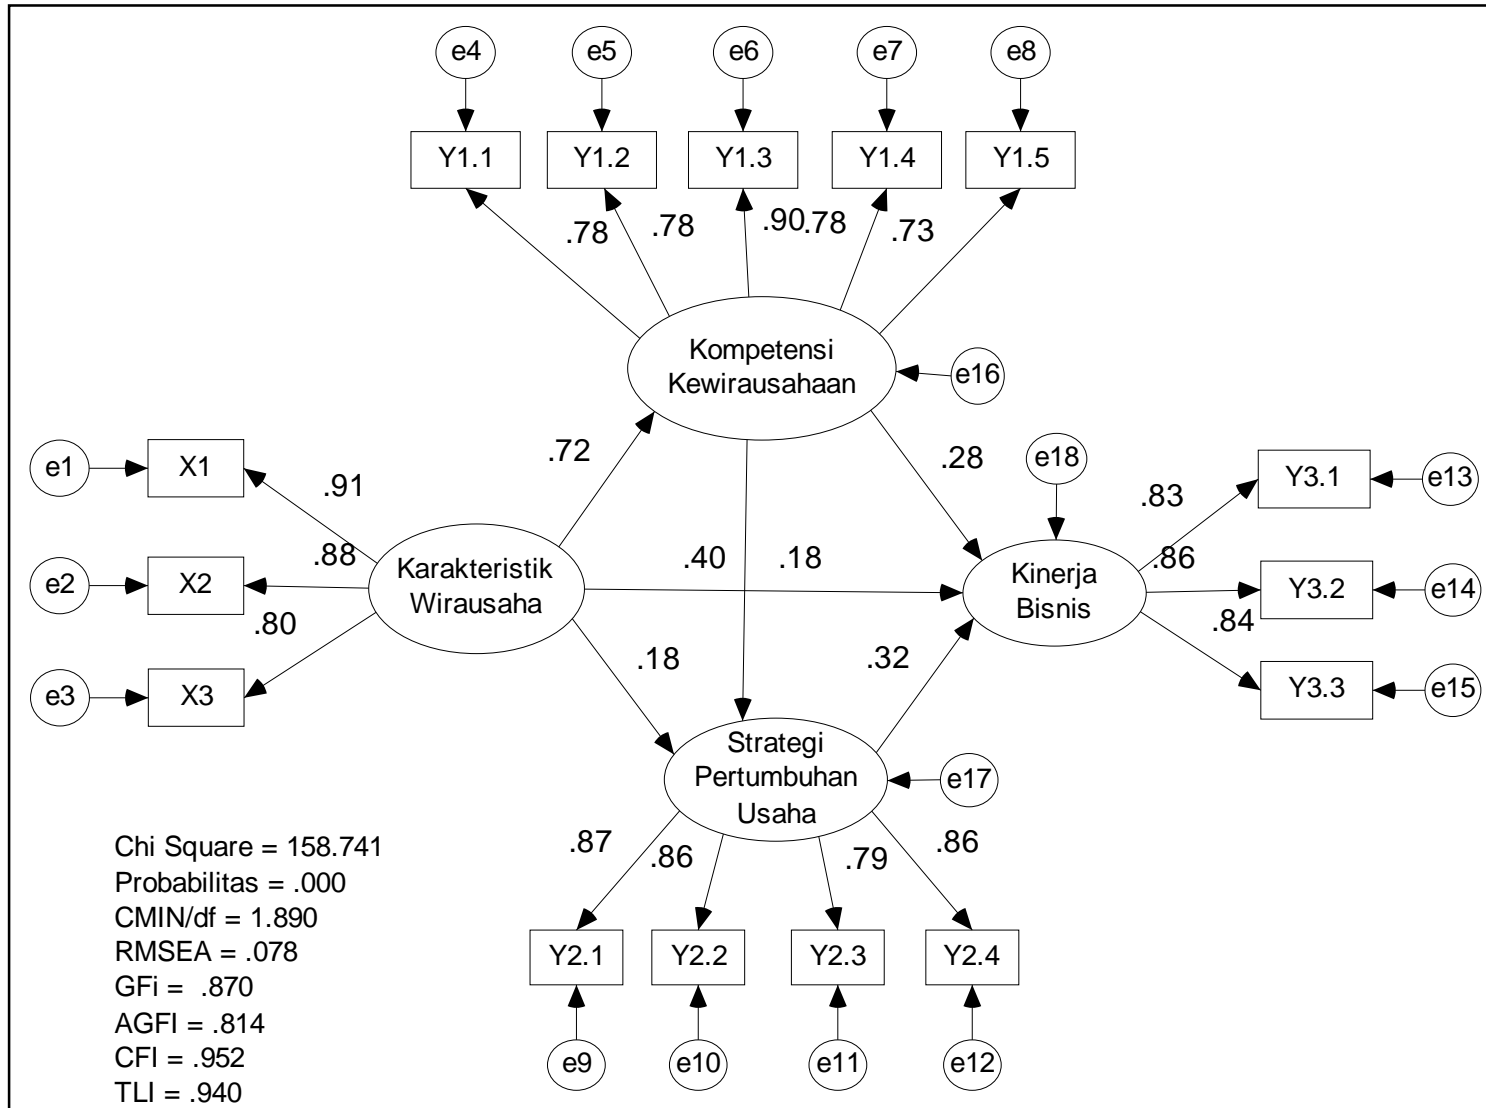 e4 e5 e6 e7 e8
Y1.1 Y1.2 Y1.3 Y1.4 Y1.5
.78 .78 .90 .78 .73
Kompetensi
Kewirausahaan
e16
.72 .28 e18
e1 X1 .91
Y3.1 e13
.83
e2 X2 .88
Karakteristik
Wirausaha
.40 .18
Kinerja
Bisnis
.86
Y3.2 e14
.80
.84
e3 X3
.18 .32
Y3.3 e15
Strategi
Pertumbuhan
Usaha
e17
.87 .86 .79 .86
Y2.1 Y2.2 Y2.3 Y2.4
e9 e10 e11 e12
Chi Square = 158.741
Probabilitas = .000
CMIN/df = 1.890
RMSEA = .078
GFi = .870
AGFI = .814
CFI = .952
TLI = .940